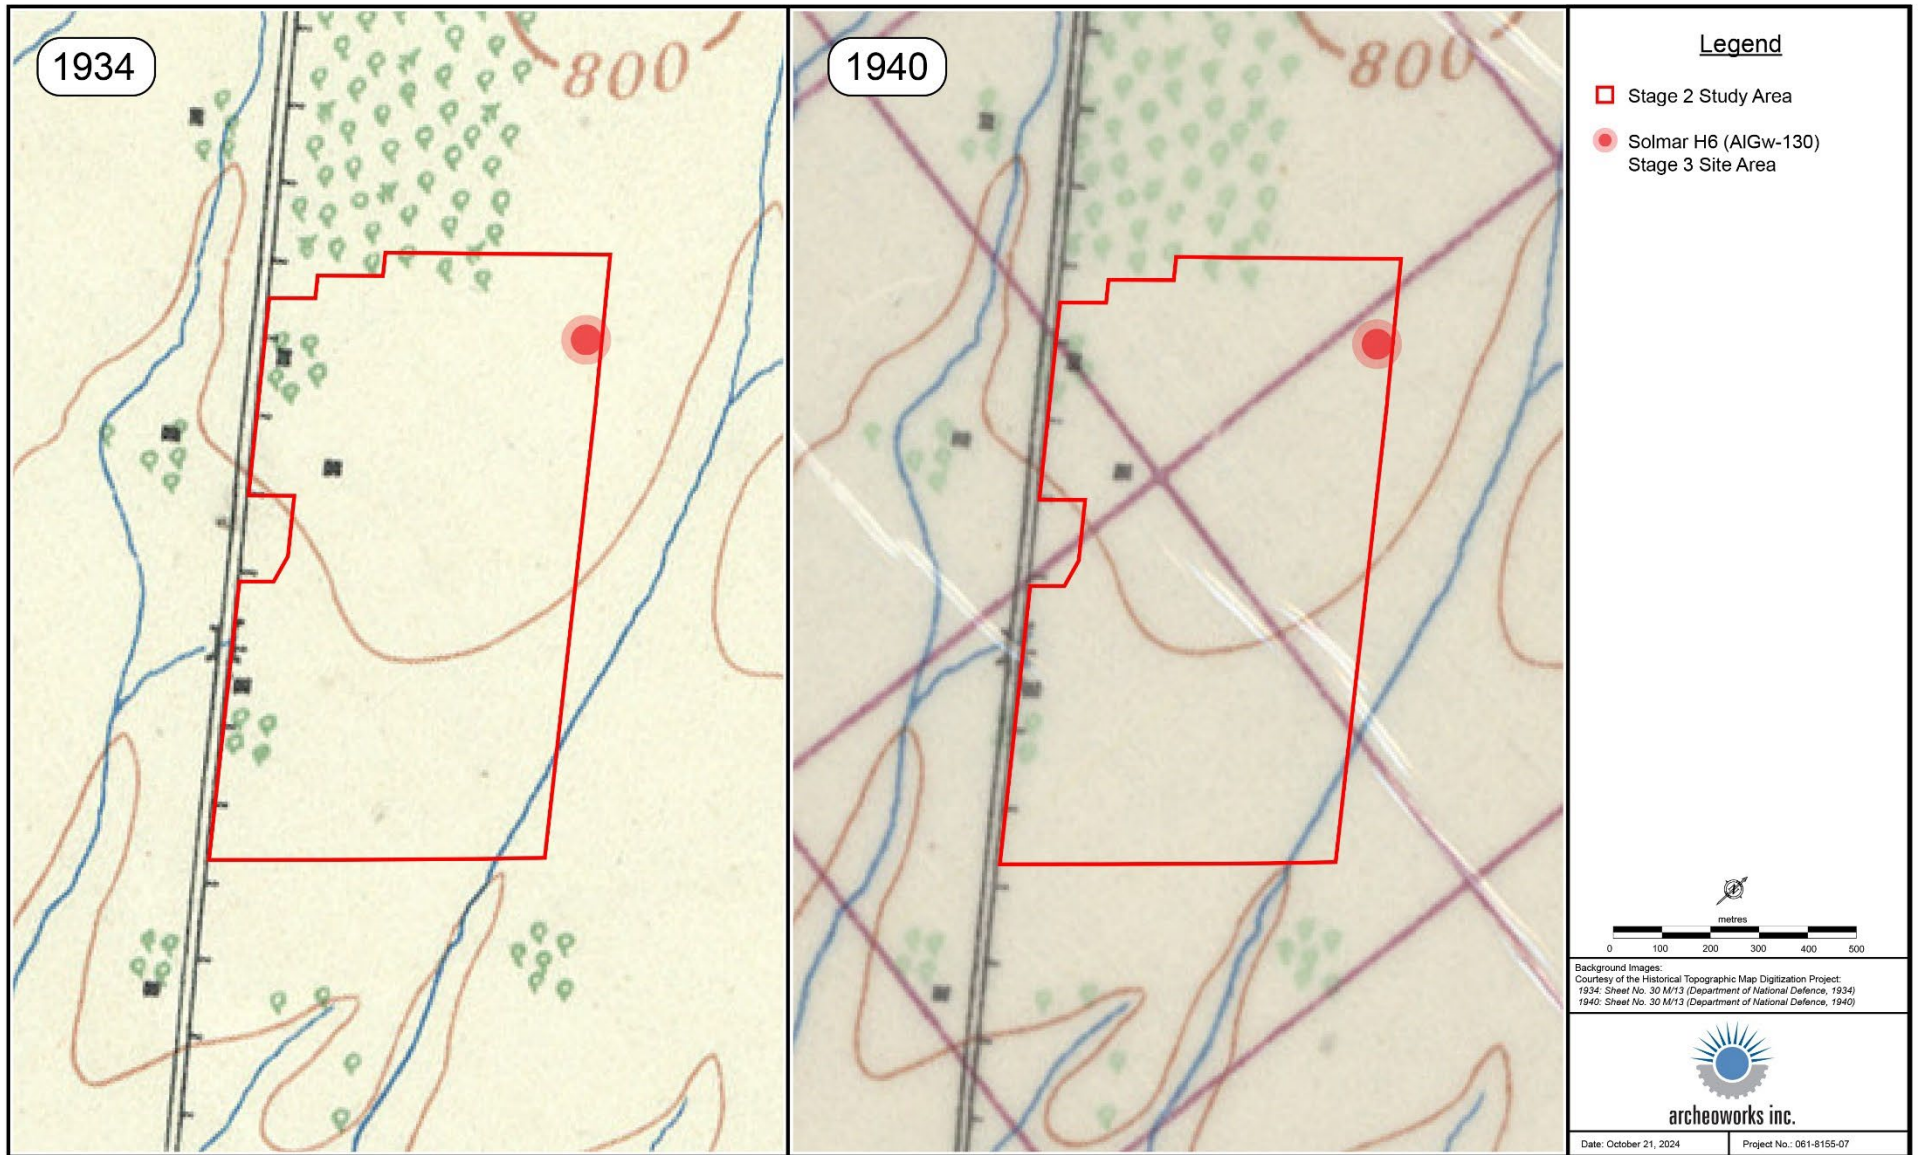 1934
800
1940
800
Legend
Stage 2 Study Area
Solmar H6 (AlGw-130)
Stage 3 Site Area
N
metres
0 100 200 300 400 500
Background Images:
Courtesy of the Historical Topographic Map Digitization Project:
1934: Sheet No. 30 M/13 (Department of National Defence, 1934)
1940: Sheet No. 30 M/13 (Department of National Defence, 1940)
archeoworks inc.
Date: October 21, 2024
Project No.: 061-8155-07